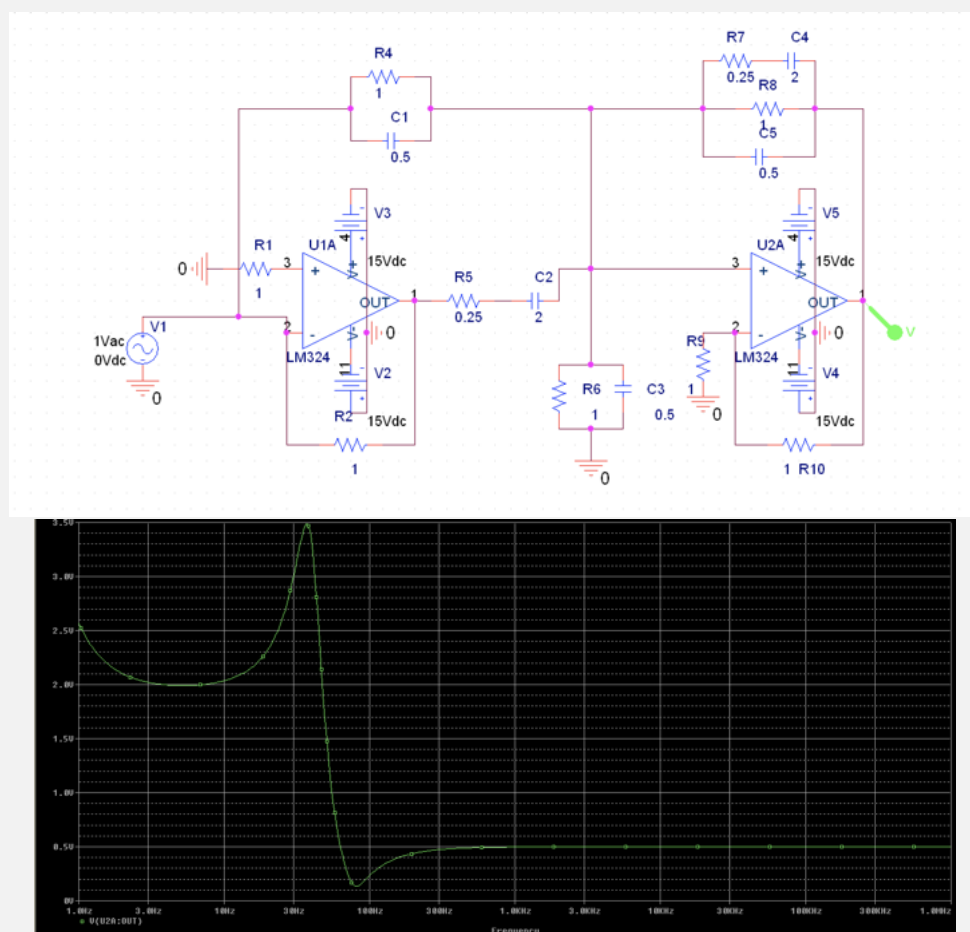 R4
1
C1
0.5
R7
C4
0.25
2
R8
1
C5
0.5
V3
4
U1A
R1
0
3
+
V+
15Vdc
1
OUT
1
R5
C2
0.25
2
V1
1Vac
0Vdc
0
2
-
V-
0
LM324
11
V2
R2
15Vdc
1
R6
C3
1
0.5
0
V5
4
U2A
3
+
V+
15Vdc
OUT
1
V
R9
2
-
V-
0
LM324
1
0
11
V4
15Vdc
1 R10
3.5V
3.0V
2.5V
2.0V
1.5V
1.0V
0.5V
0V
1.0Hz 3.0Hz 10Hz 30Hz 100Hz 300Hz 1.0KHz 3.0KHz 10KHz 30KHz 100KHz 300KHz 1.0MHz
V(U2A:OUT)
Frequency